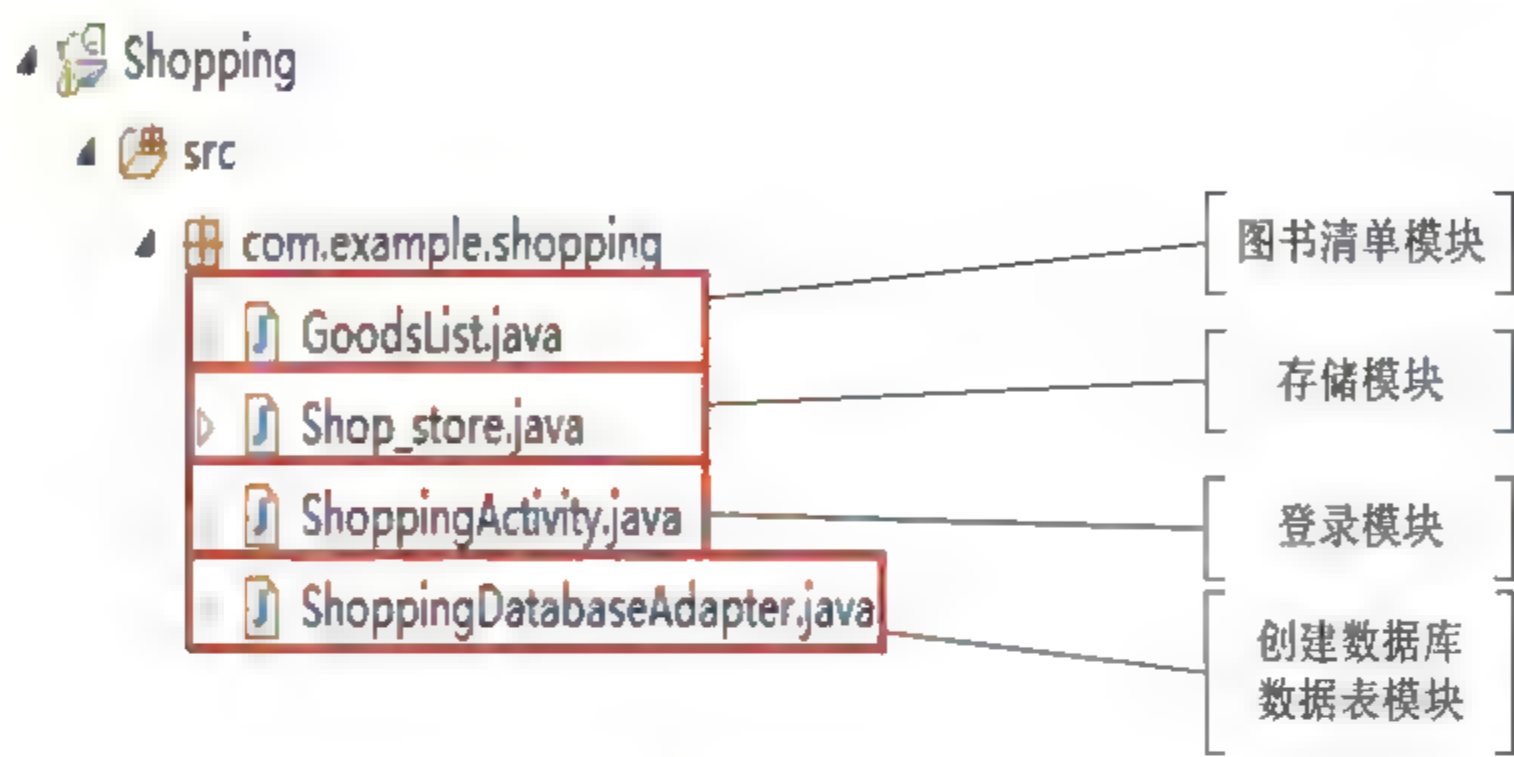 Shopping
src
com.example.shopping
GoodsList.java
Shop_store.java
ShoppingActivity.java
ShoppingDatabaseAdapter.java
图书清单模块
存储模块
登录模块
创建数据库
数据表模块